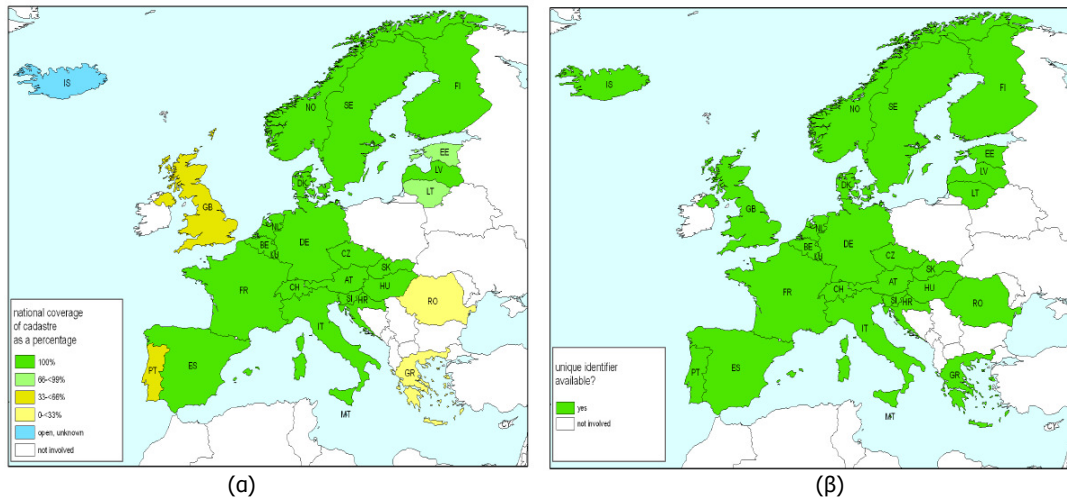 IS
NO
SE
FI
EE
LV
LT
DK
GB
NL
BE
LU
DE
CZ
SK
AT
HU
CH
SI
HR
FR
IT
RO
PT
ES
GR
MT
CY
national coverage
of cadastre
as a percentage
100%
66-<99%
33-<66%
0-<33%
open, unknown
not involved
(α)
IS
NO
SE
FI
EE
LV
LT
DK
GB
NL
BE
LU
DE
CZ
SK
AT
HU
CH
SI
HR
FR
IT
RO
PT
ES
GR
MT
CY
unique identifier
available?
yes
not involved
(β)